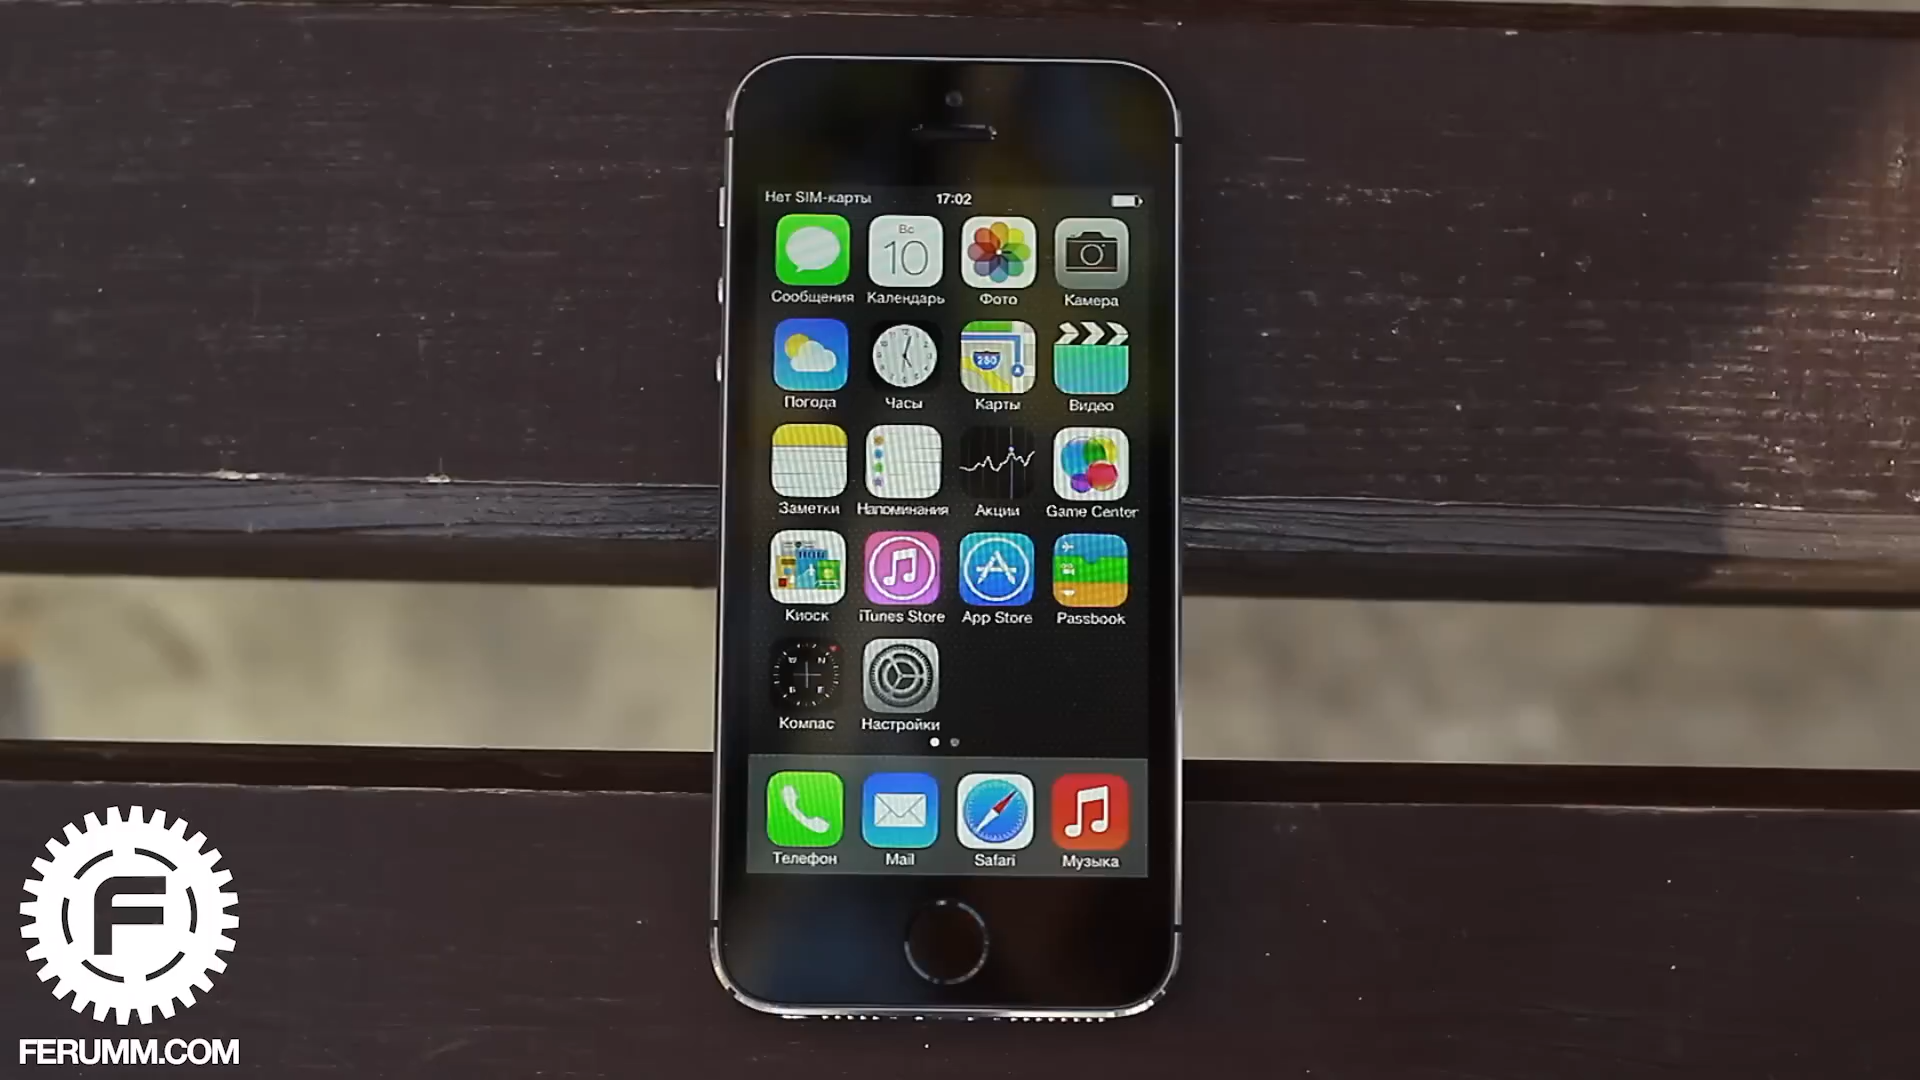 Нет SIM-карты 17:02
Вс
10
Сообщения Календарь Фото Камера
280
Погода Часы Карты Видео
Заметки Напоминания Акции Game Center
Киоск iTunes Store App Store Passbook
Компас Настройки
Телефон Mail Safari Музыка
F
FERUMM.COM